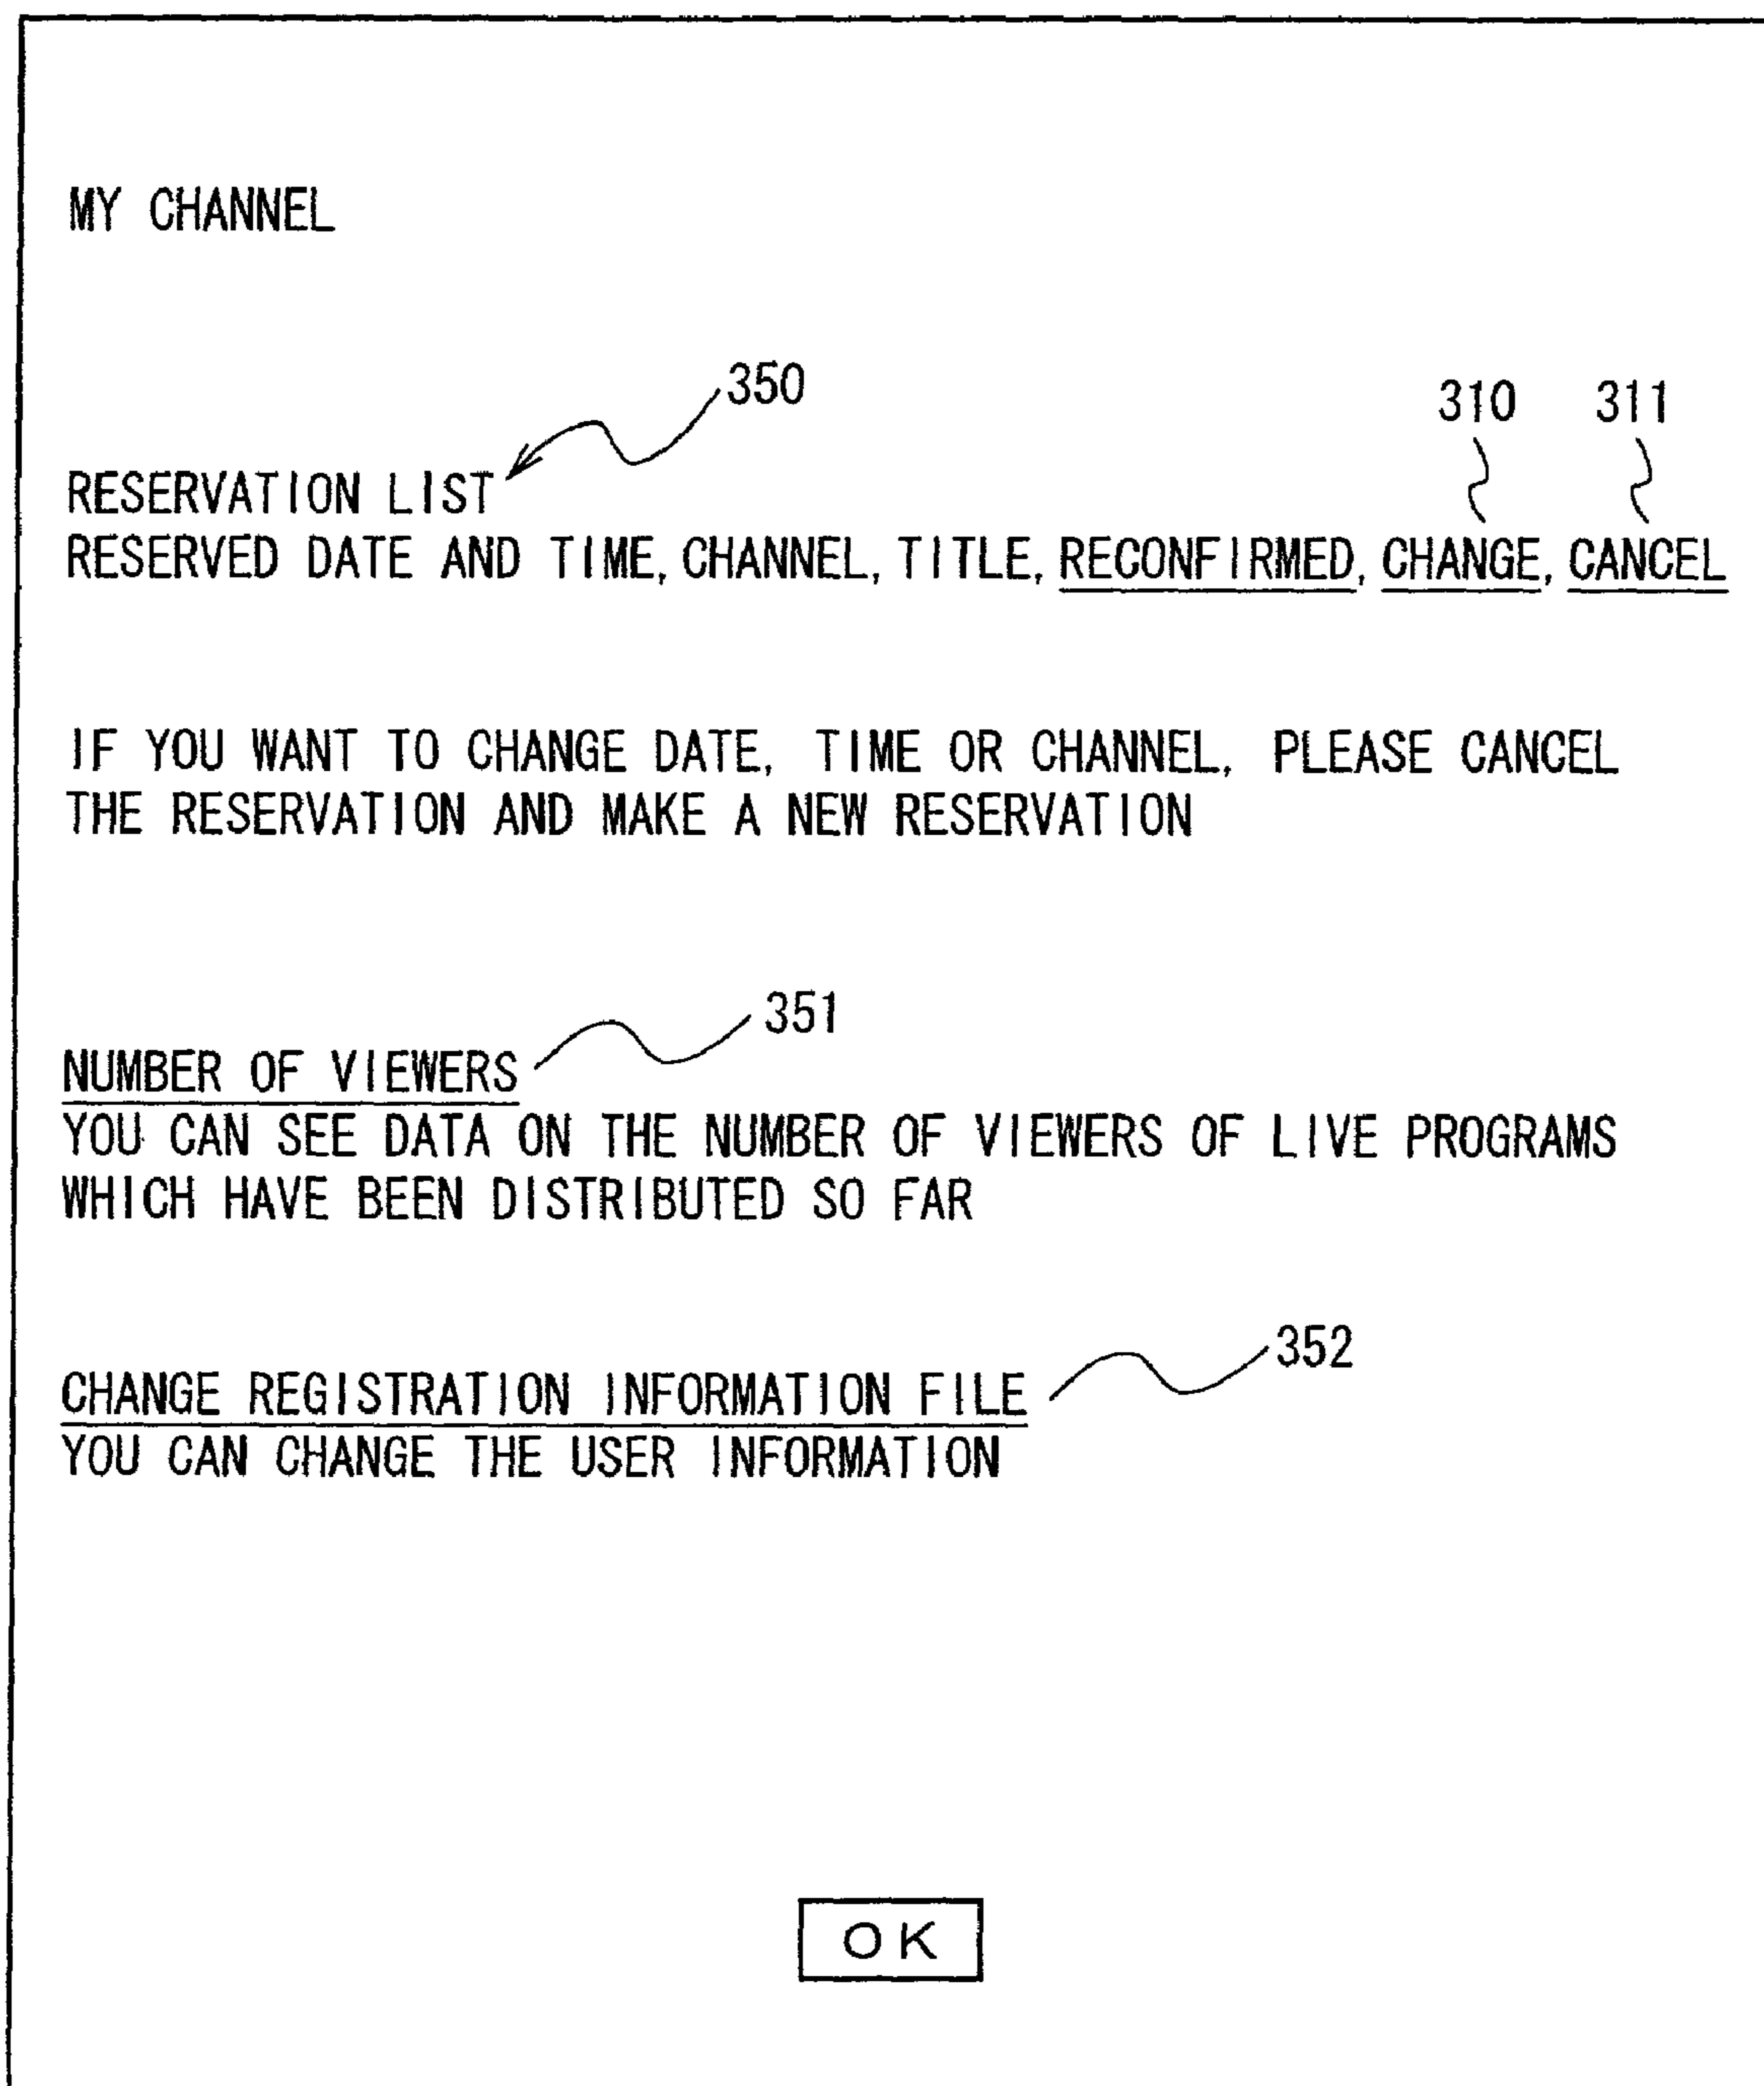 MY CHANNEL
350
310 311
RESERVATION LIST
RESERVED DATE AND TIME, CHANNEL, TITLE, RECONFIRMED, CHANGE, CANCEL
IF YOU WANT TO CHANGE DATE, TIME OR CHANNEL, PLEASE CANCEL
THE RESERVATION AND MAKE A NEW RESERVATION
351
NUMBER OF VIEWERS
YOU CAN SEE DATA ON THE NUMBER OF VIEWERS OF LIVE PROGRAMS
WHICH HAVE BEEN DISTRIBUTED SO FAR
352
CHANGE REGISTRATION INFORMATION FILE
YOU CAN CHANGE THE USER INFORMATION
OK